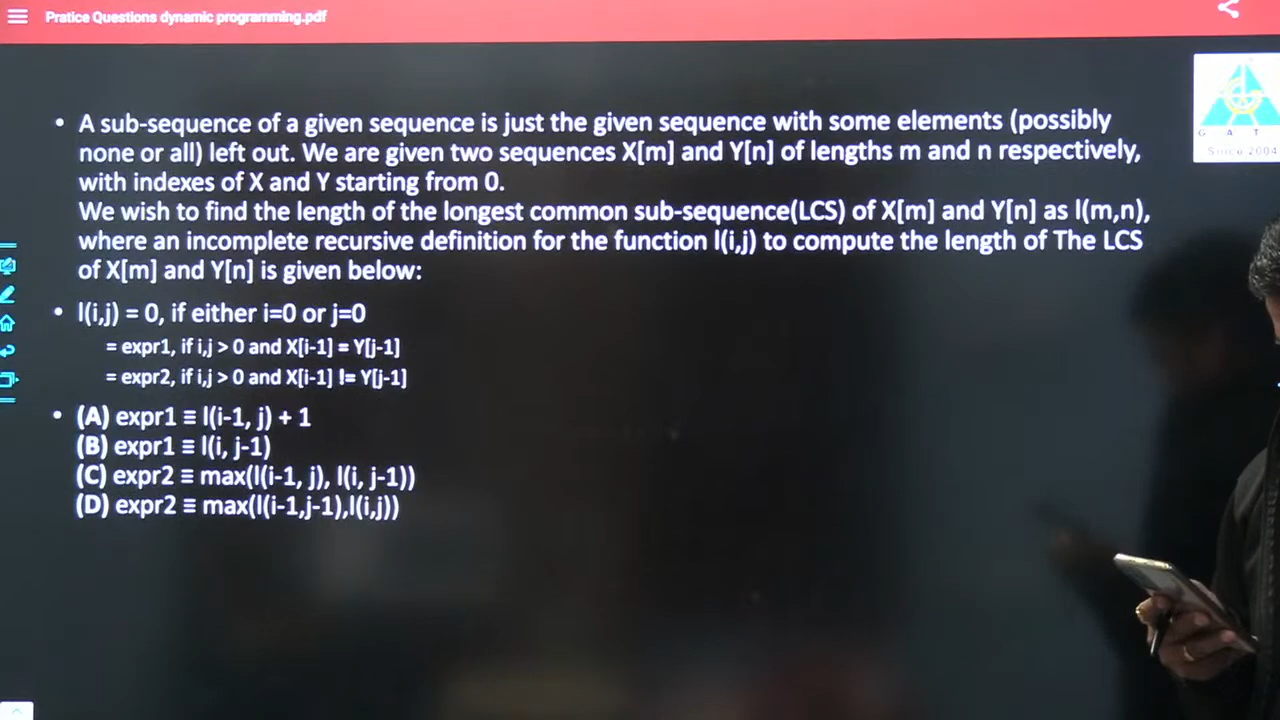 Pratice Questions dynamic programming.pdf
• A sub-sequence of a given sequence is just the given sequence with some elements (possibly
none or all) left out. We are given two sequences X[m] and Y[n] of lengths m and n respectively,
with indexes of X and Y starting from 0.
We wish to find the length of the longest common sub-sequence(LCS) of X[m] and Y[n] as l(m,n),
where an incomplete recursive definition for the function l(i,j) to compute the length of The LCS
of X[m] and Y[n] is given below:
• l(i,j) = 0, if either i=0 or j=0
= expr1, if i,j > 0 and X[i-1] = Y[j-1]
= expr2, if i,j > 0 and X[i-1] != Y[j-1]
• (A) expr1 ≡ l(i-1, j) + 1
(B) expr1 ≡ l(i, j-1)
(C) expr2 ≡ max(l(i-1, j), l(i, j-1))
(D) expr2 ≡ max(l(i-1,j-1),l(i,j))
G A T
Since 2004